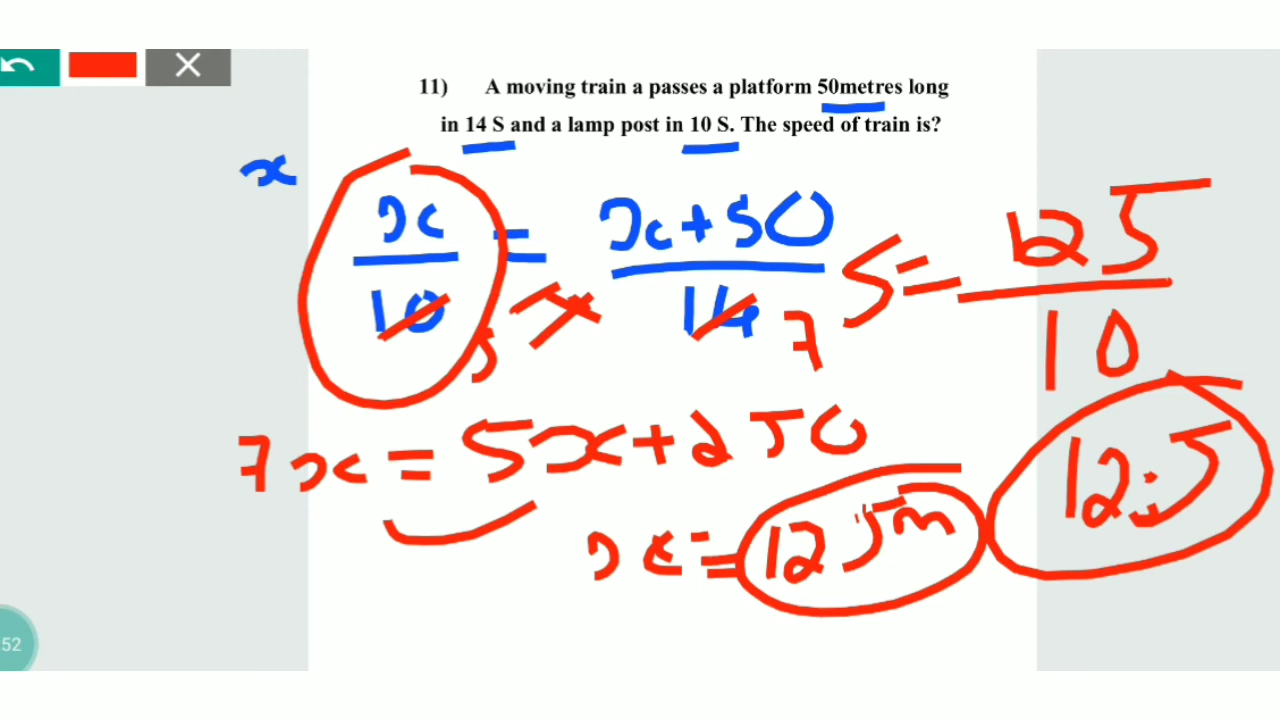 11) A moving train a passes a platform 50metres long
in 14 S and a lamp post in 10 S. The speed of train is?
x
x/10 = x+50/14
5 7
S = 125/10
7x = 5x+250
12.5
x = 125m
52